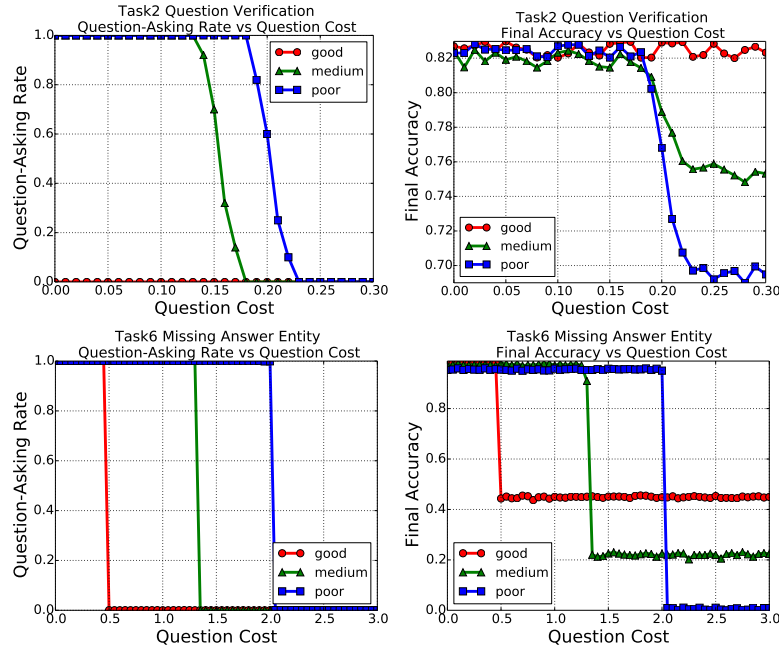 Task2 Question Verification
Question-Asking Rate vs Question Cost
1.0
0.8
0.6
0.4
0.2
0.0
0.00 0.05 0.10 0.15 0.20 0.25 0.30
Question-Asking Rate
Question Cost
good
medium
poor
Task2 Question Verification
Final Accuracy vs Question Cost
0.82
0.80
0.78
0.76
0.74
0.72
0.70
0.00 0.05 0.10 0.15 0.20 0.25 0.30
Final Accuracy
Question Cost
good
medium
poor
Task6 Missing Answer Entity
Question-Asking Rate vs Question Cost
1.0
0.8
0.6
0.4
0.2
0.0
0.0 0.5 1.0 1.5 2.0 2.5 3.0
Question-Asking Rate
Question Cost
good
medium
poor
Task6 Missing Answer Entity
Final Accuracy vs Question Cost
0.8
0.6
0.4
0.2
0.0
0.0 0.5 1.0 1.5 2.0 2.5 3.0
Final Accuracy
Question Cost
good
medium
poor